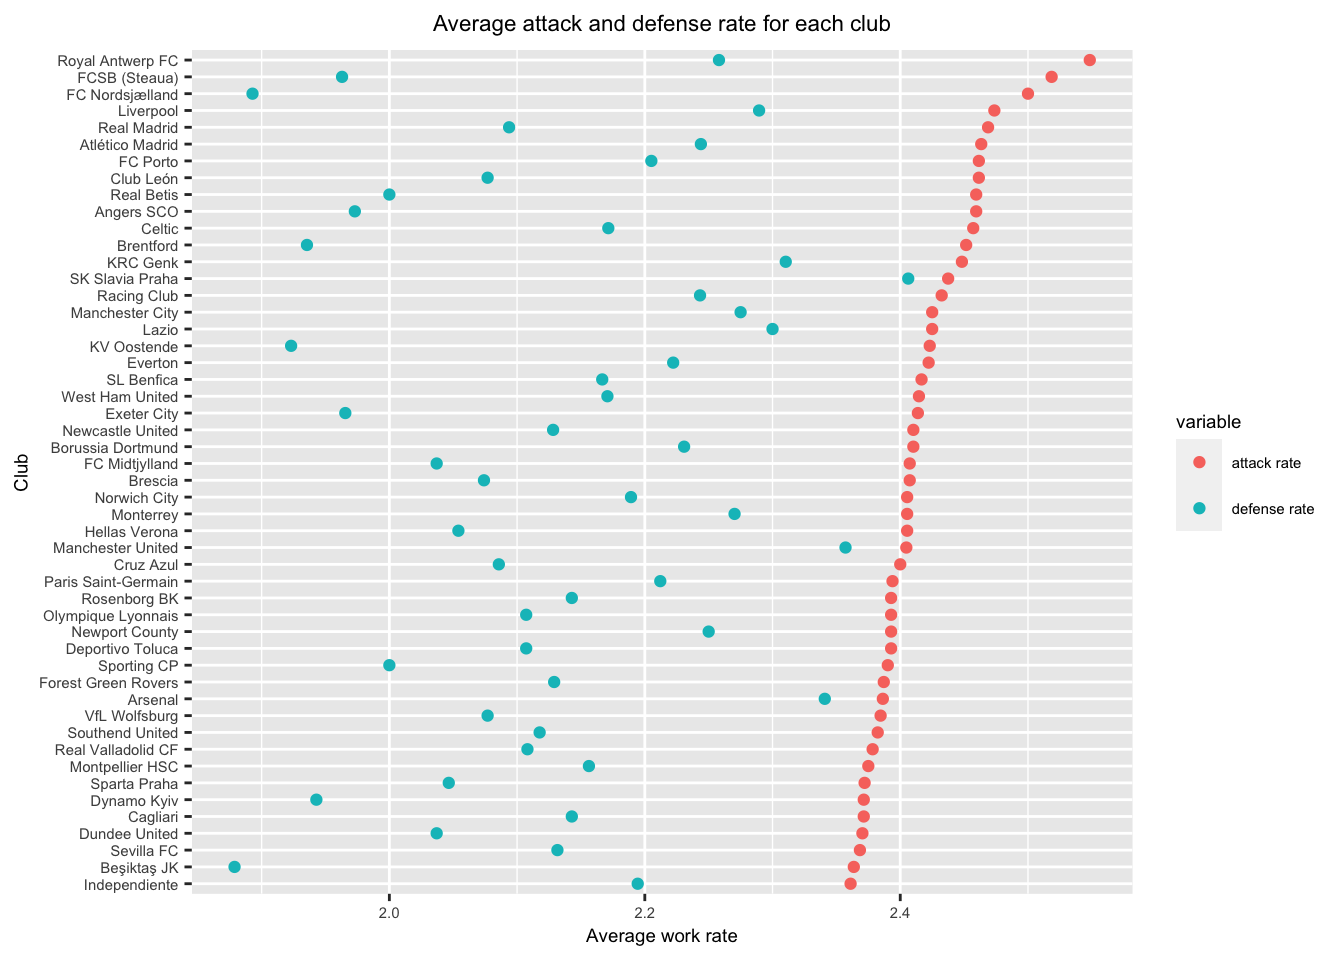 Average attack and defense rate for each club
Club
Royal Antwerp FC
FCSB (Steaua)
FC Nordsjælland
Liverpool
Real Madrid
Atlético Madrid
FC Porto
Club León
Real Betis
Angers SCO
Celtic
Brentford
KRC Genk
SK Slavia Praha
Racing Club
Manchester City
Lazio
KV Oostende
Everton
SL Benfica
West Ham United
Exeter City
Newcastle United
Borussia Dortmund
FC Midtjylland
Brescia
Norwich City
Monterrey
Hellas Verona
Manchester United
Cruz Azul
Paris Saint-Germain
Rosenborg BK
Olympique Lyonnais
Newport County
Deportivo Toluca
Sporting CP
Forest Green Rovers
Arsenal
VfL Wolfsburg
Southend United
Real Valladolid CF
Montpellier HSC
Sparta Praha
Dynamo Kyiv
Cagliari
Dundee United
Sevilla FC
Beşiktaş JK
Independiente
2.0 2.2 2.4
Average work rate
variable
attack rate
defense rate